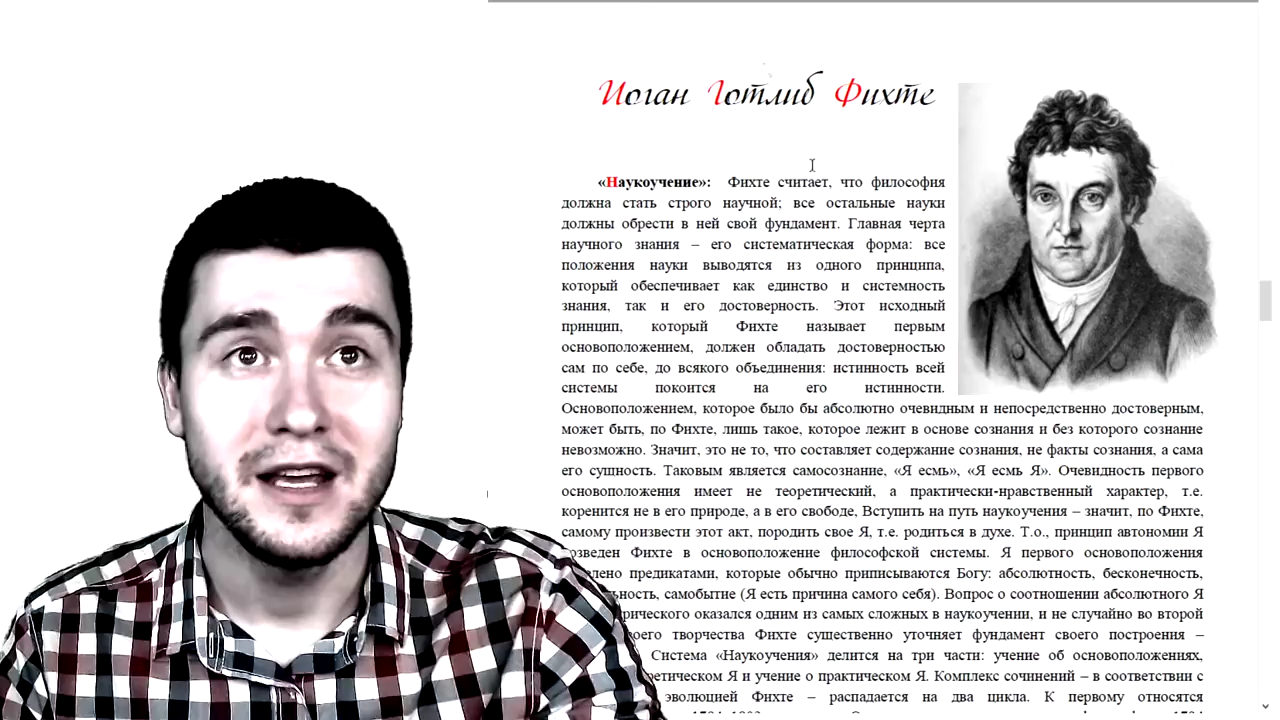 Иоган Готлиб Фихте
«Наукоучение»: Фихте считает, что философия
должна стать строго научной; все остальные науки
должны обрести в ней свой фундамент. Главная черта
научного знания – его систематическая форма: все
положения науки выводятся из одного принципа,
который обеспечивает как единство и системность
знания, так и его достоверность. Этот исходный
принцип, который Фихте называет первым
основоположением, должен обладать достоверностью
сам по себе, до всякого объединения: истинность всей
системы покоится на его истинности.
Основоположением, которое было бы абсолютно очевидным и непосредственно достоверным,
может быть, по Фихте, лишь такое, которое лежит в основе сознания и без которого сознание
невозможно. Значит, это не то, что составляет содержание сознания, не факты сознания, а сама
его сущность. Таковым является самосознание, «Я есмь», «Я есмь Я». Очевидность первого
основоположения имеет не теоретический, а практически-нравственный характер, т.е.
коренится не в его природе, а в его свободе, Вступить на путь наукоучения – значит, по Фихте,
самому произвести этот акт, породить свое Я, т.е. родиться в духе. Т.о., принцип автономии Я
озведен Фихте в основоположение философской системы. Я первого основоположения
елено предикатами, которые обычно приписываются Богу: абсолютность, бесконечность,
ьность, самобытие (Я есть причина самого себя). Вопрос о соотношении абсолютного Я
рического оказался одним из самых сложных в наукоучении, и не случайно во второй
оего творчества Фихте существенно уточняет фундамент своего построения –
Система «Наукоучения» делится на три части: учение об основоположениях,
ретическом Я и учение о практическом Я. Комплекс сочинений – в соответствии с
эволюцией Фихте – распадается на два цикла. К первому относятся